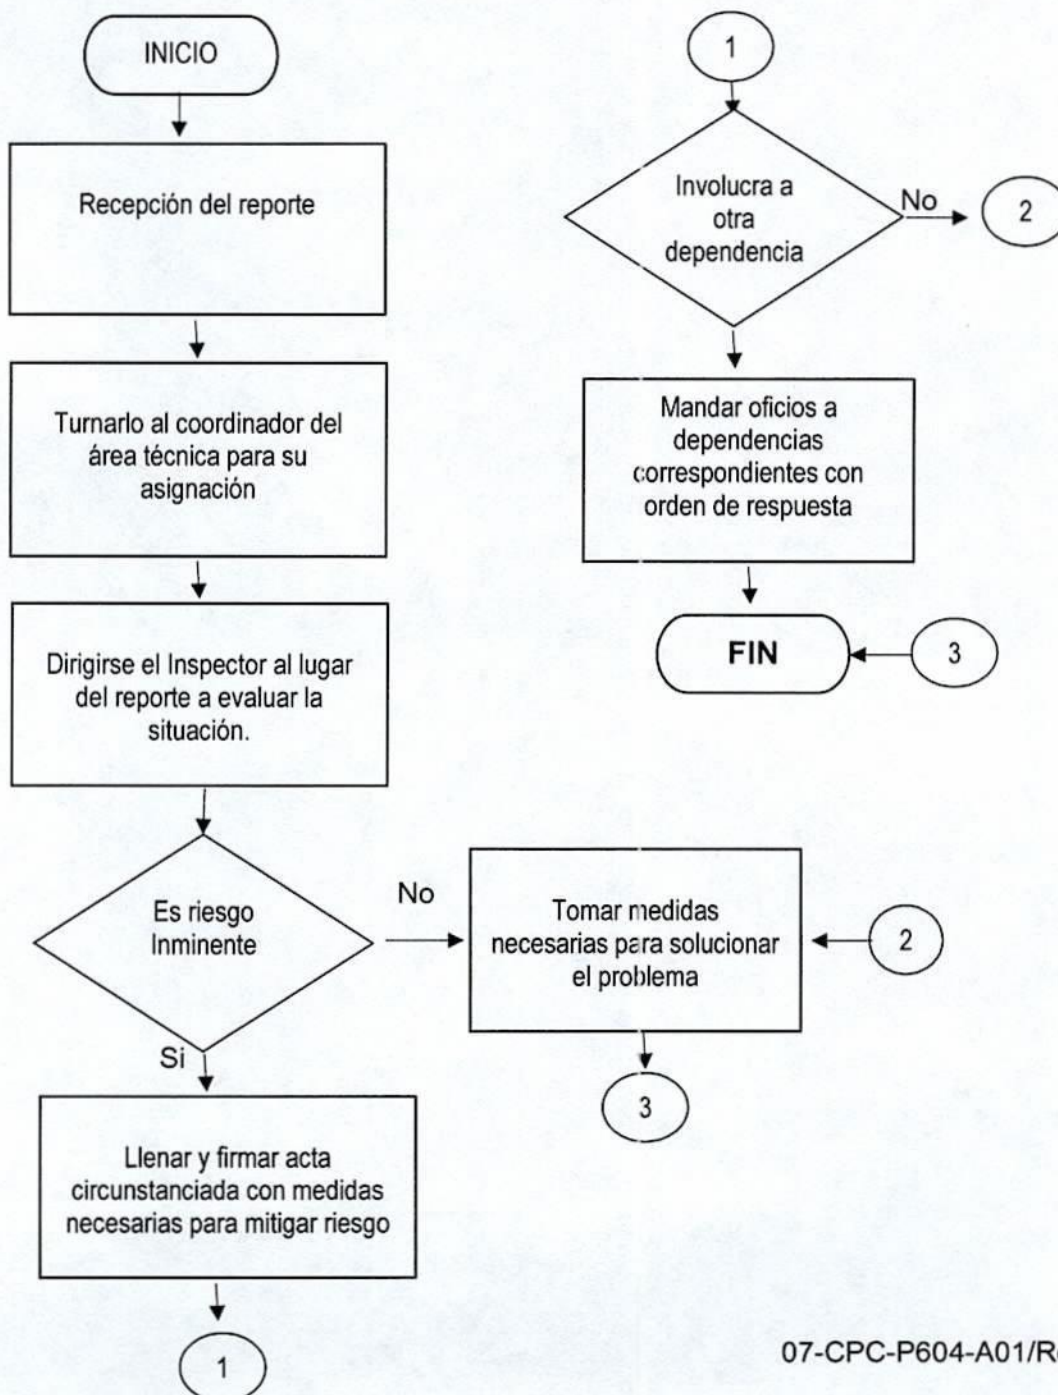 INICIO
Recepción del reporte
Turnarlo al coordinador del
área técnica para su
asignación
Dirigirse el Inspector al lugar
del reporte a evaluar la
situación.
Es riesgo
Inminente
No
Si
Tomar medidas
necesarias para solucionar
el problema
2
3
Llenar y firmar acta
circunstanciada con medidas
necesarias para mitigar riesgo
1
1
Involucra a
otra
dependencia
No
2
Mandar oficios a
dependencias
correspondientes con
orden de respuesta
FIN
3
07-CPC-P604-A01/R